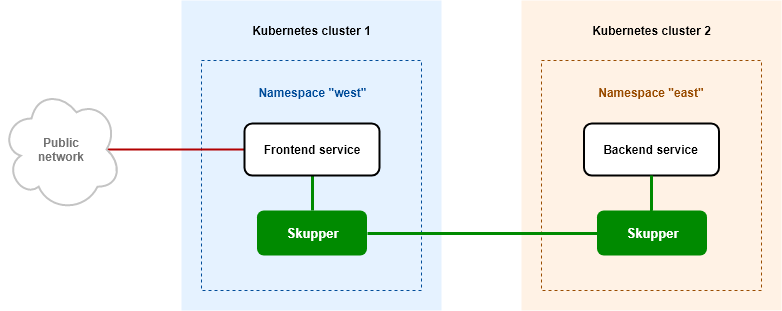 Kubernetes cluster 1
Kubernetes cluster 2
Namespace "west"
Namespace "east"
Public
network
Frontend service
Backend service
Skupper
Skupper